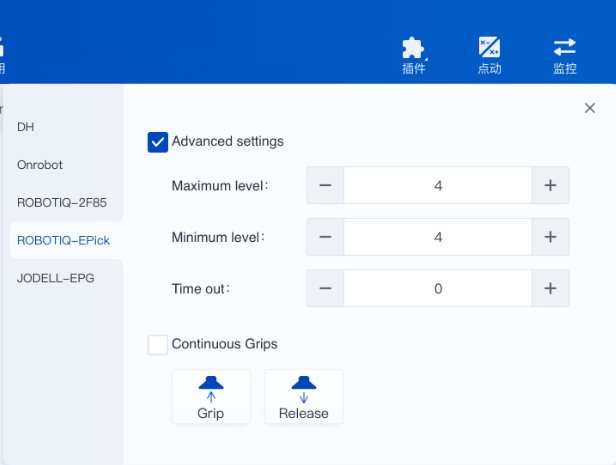 插件
点动
监控
DH
Onrobot
ROBOTIQ-2F85
ROBOTIQ-EPick
JODELL-EPG
Advanced settings
Maximum level:
4
Minimum level:
4
Time out:
0
Continuous Grips
Grip
Release